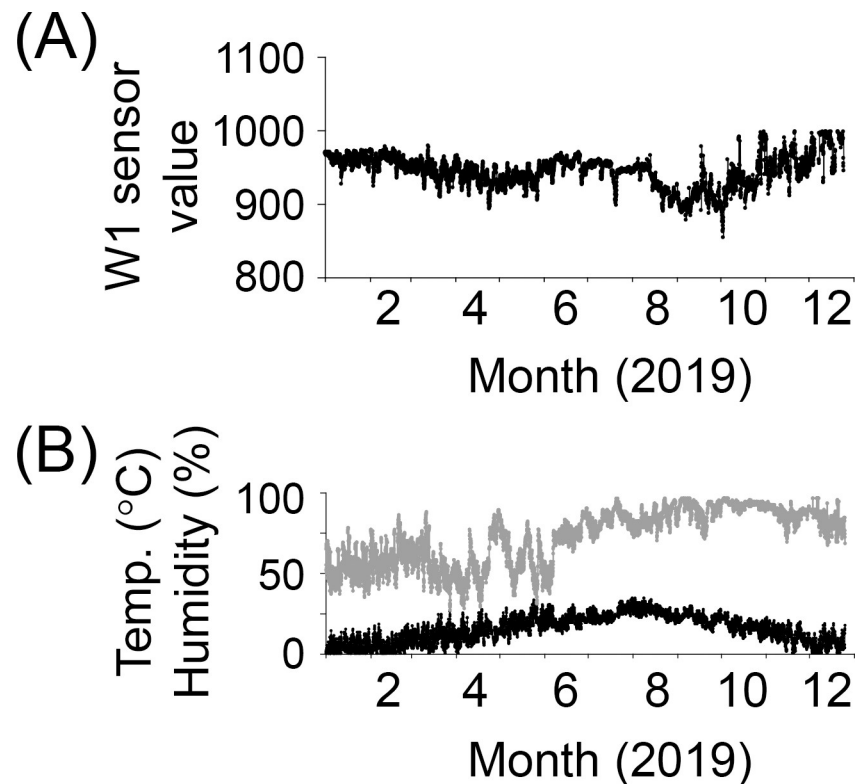 (A)
W1 sensor
value
1100
1000
900
800
2 4 6 8 10 12
Month (2019)
(B)
Temp. (°C)
Humidity (%)
100
50
0
2 4 6 8 10 12
Month (2019)